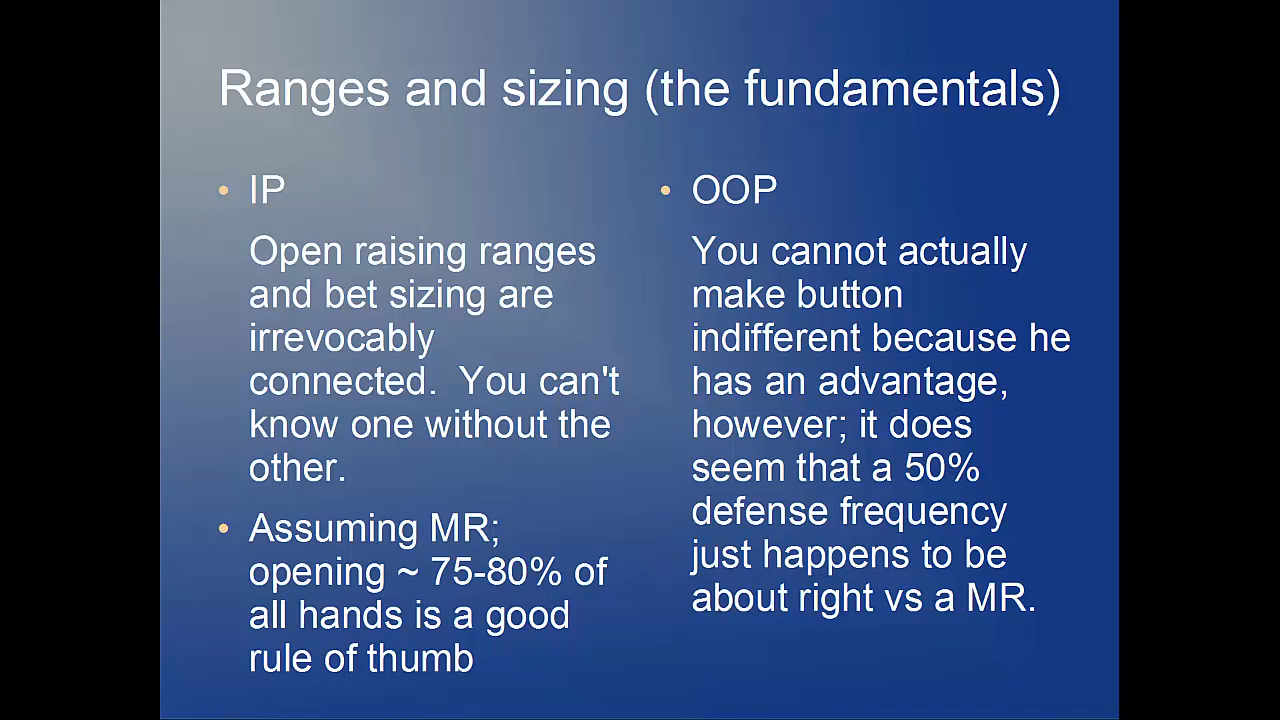 Ranges and sizing (the fundamentals)
• IP
Open raising ranges
and bet sizing are
irrevocably
connected.  You can't
know one without the
other.
• Assuming MR;
opening ~ 75-80% of
all hands is a good
rule of thumb
• OOP
You cannot actually
make button
indifferent because he
has an advantage,
however; it does
seem that a 50%
defense frequency
just happens to be
about right vs a MR.